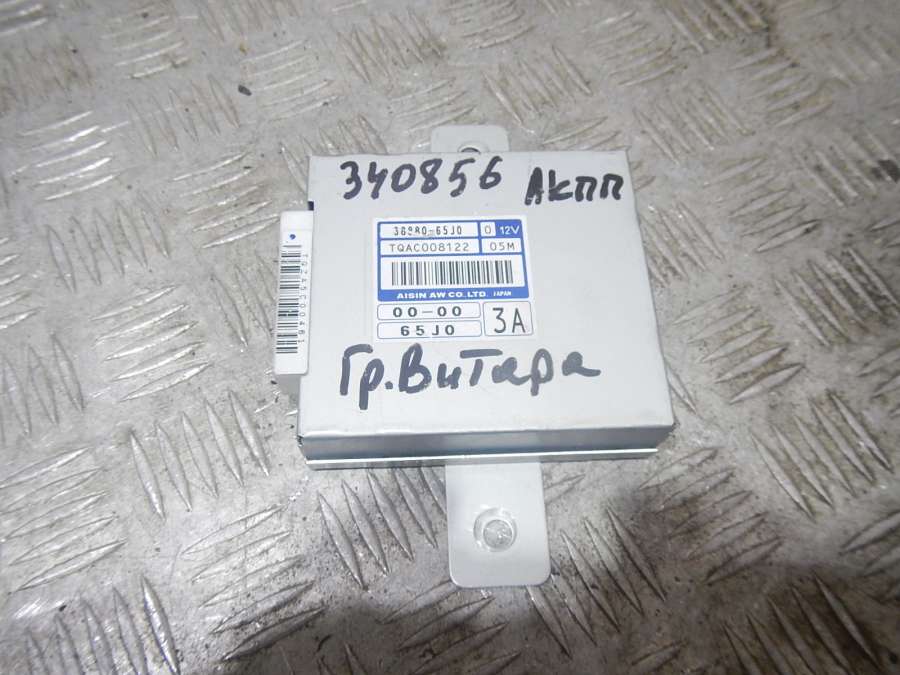 340856 АКПП
38880-65J0 0 12V
TQAC008122 05M
AISIN AW CO. LTD. JAPAN
00-00
65J0 3A
Гр.Витара